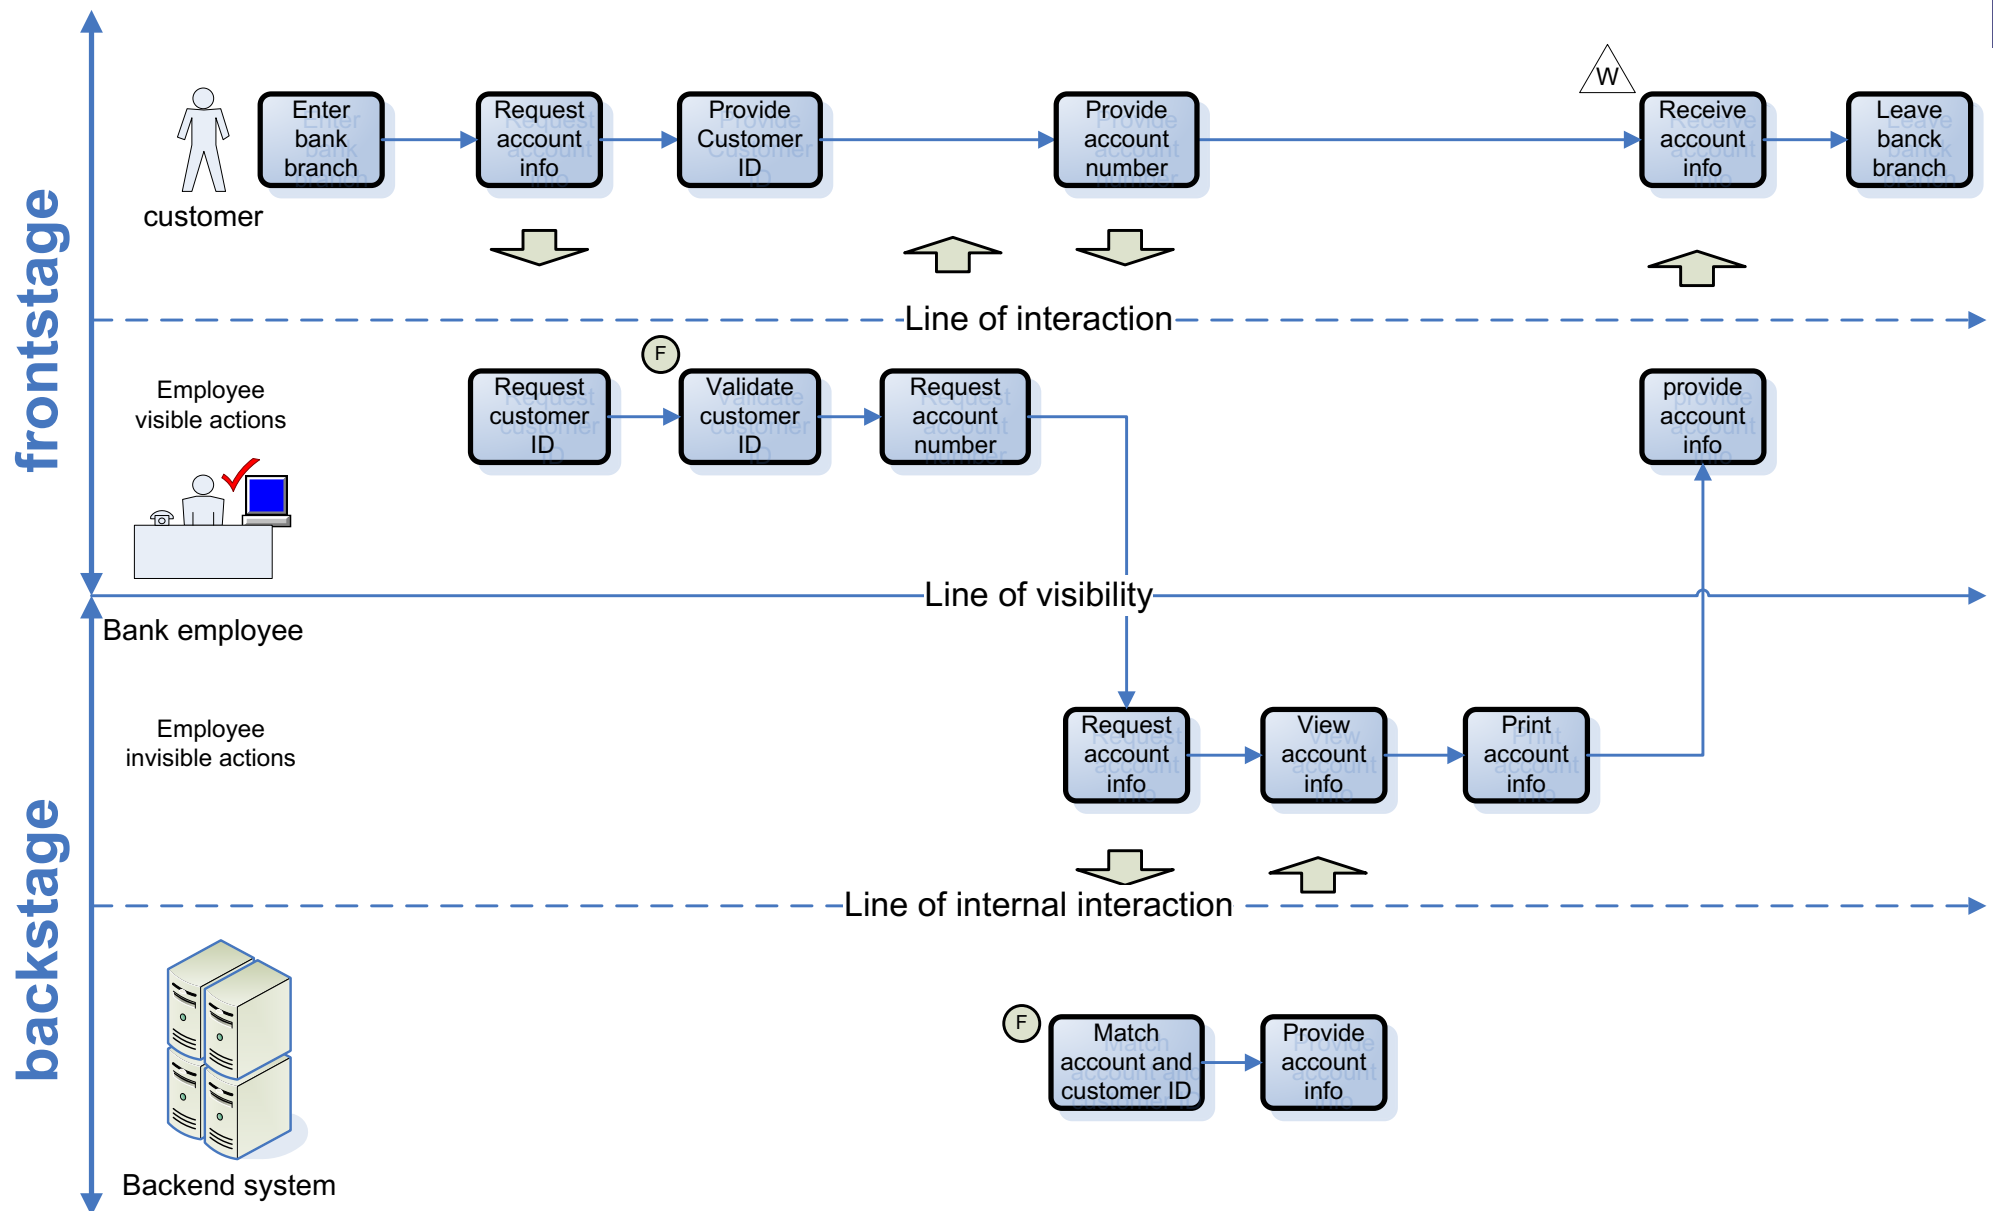 frontstage
backstage
W
Enter
bank
branch
Request
account
info
Provide
Customer
ID
Provide
account
number
Receive
account
info
Leave
banck
branch
customer
Line of interaction
F
Employee
visible actions
Request
customer
ID
Validate
customer
ID
Request
account
number
provide
account
info
Line of visibility
Bank employee
Employee
invisible actions
Request
account
info
View
account
info
Print
account
info
Line of internal interaction
F
Match
account and
customer ID
Provide
account
info
Backend system